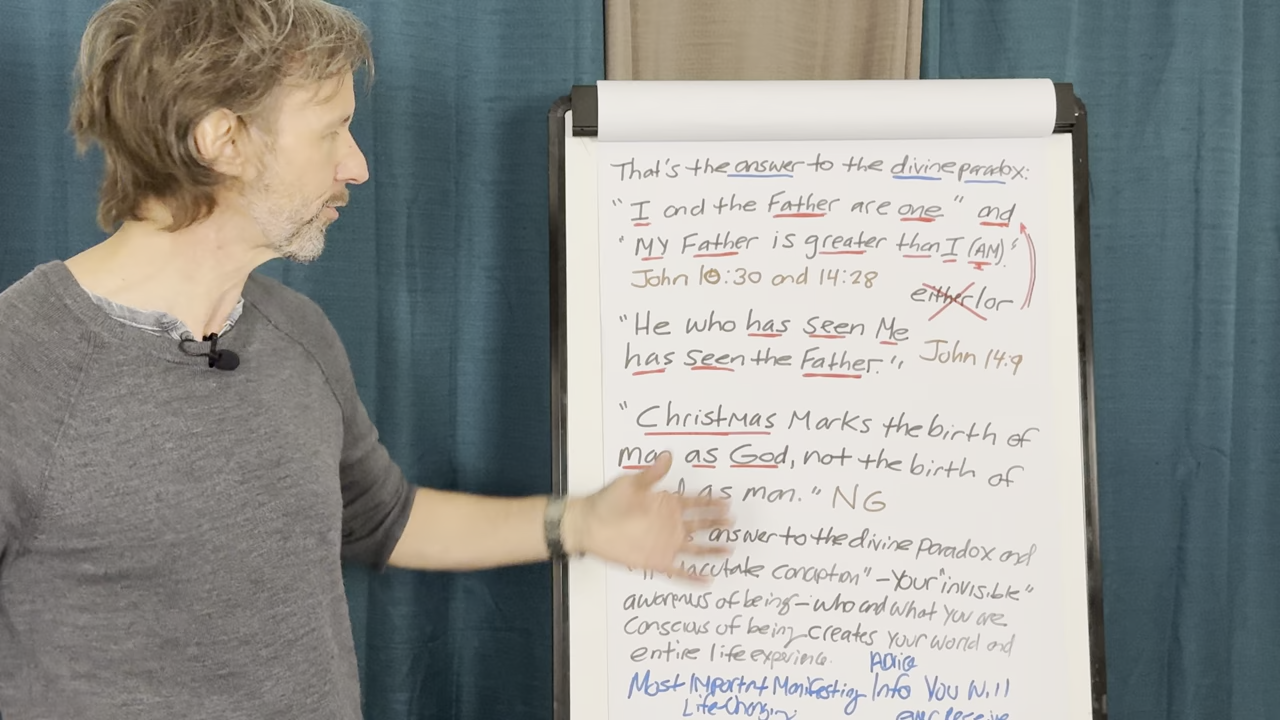 That's the answer to the divine paradox:
"I and the Father are one" and
"MY Father is greater than I (AM)."
John 10:30 and 14:28
either/or
"He who has seen Me
has seen the Father." John 14:9
"Christmas Marks the birth of
man as God, not the birth of
as man." NG
answer to the divine paradox and
conception" - Your "invisible"
awareness of being - who and what you are
conscious of being creates your world and
entire life experience.
Advice
Most Important Manifesting Info You Will
Life-Changing
ever Receive